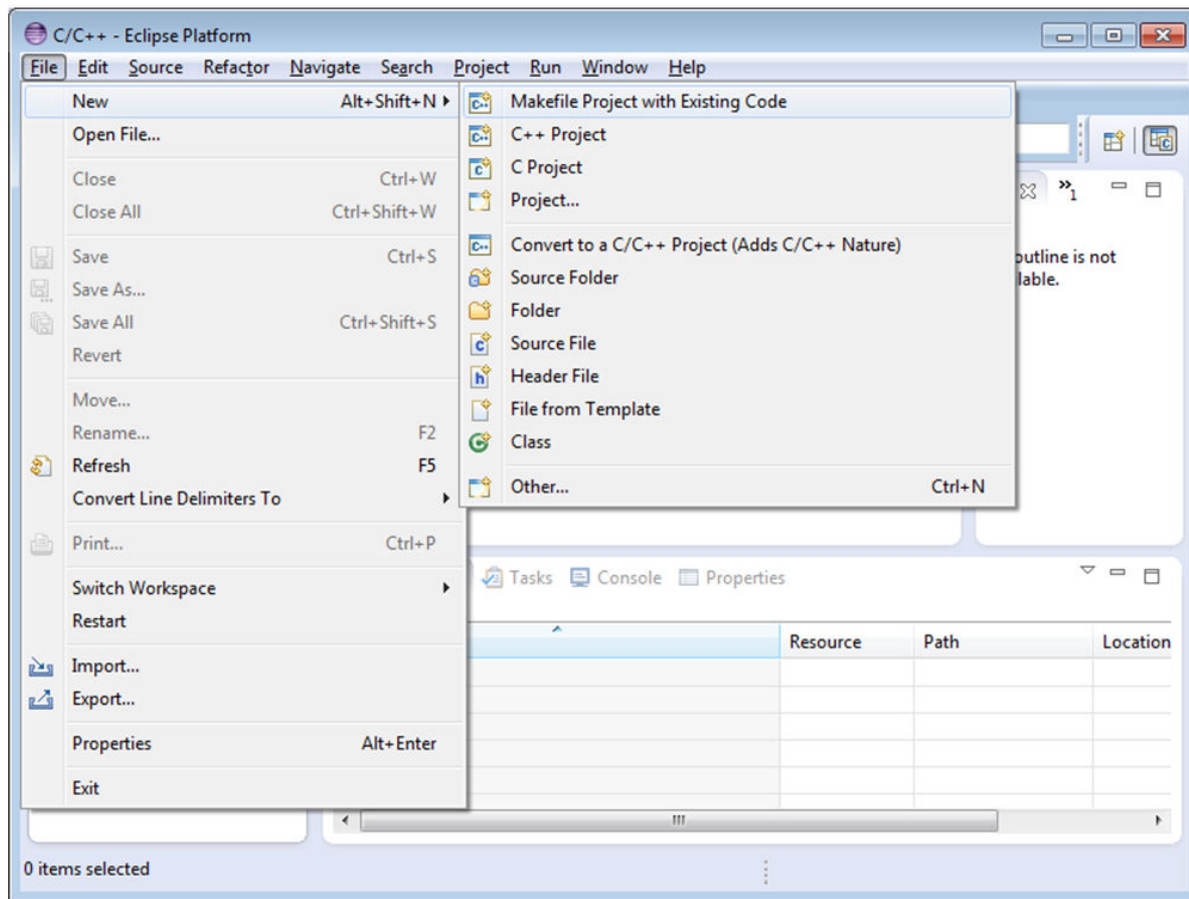 C/C++ - Eclipse Platform
File Edit Source Refactor Navigate Search Project Run Window Help
New Alt+Shift+N
Open File...
Close Ctrl+W
Close All Ctrl+Shift+W
Save Ctrl+S
Save As...
Save All Ctrl+Shift+S
Revert
Move...
Rename... F2
Refresh F5
Convert Line Delimiters To
Print... Ctrl+P
Switch Workspace
Restart
Import...
Export...
Properties Alt+Enter
Exit
Makefile Project with Existing Code
C++ Project
C Project
Project...
Convert to a C/C++ Project (Adds C/C++ Nature)
Source Folder
Folder
Source File
Header File
File from Template
Class
Other... Ctrl+N
1
outline is not
lable.
Tasks Console Properties
Resource Path Location
0 items selected